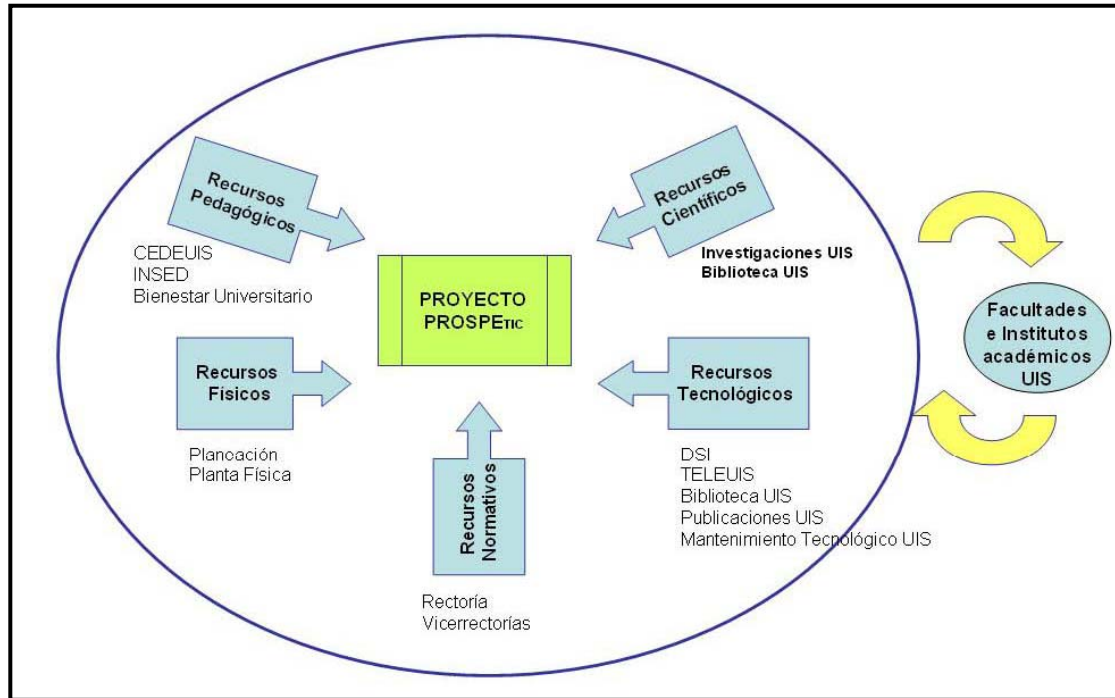 Recursos
Pedagógicos
CEDEUIS
INSED
Bienestar Universitario
Recursos
Científicos
Investigaciones UIS
Biblioteca UIS
PROYECTO
PROSPETIC
Facultades
e Institutos
académicos
UIS
Recursos
Físicos
Planeación
Planta Física
Recursos
Tecnológicos
DSI
TELEUIS
Biblioteca UIS
Publicaciones UIS
Mantenimiento Tecnológico UIS
Recursos
Normativos
Rectoría
Vicerrectorías